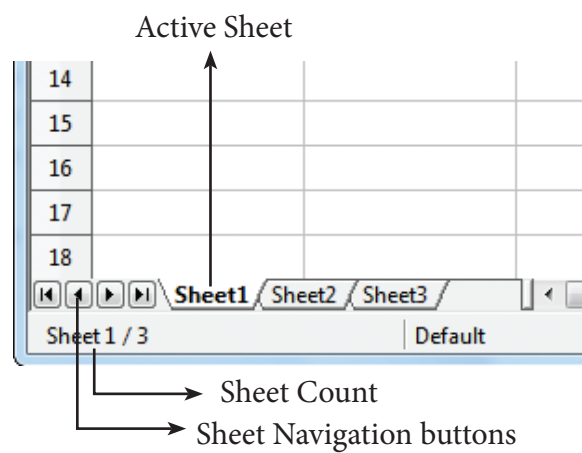 Active Sheet
14
15
16
17
18
Sheet1 Sheet2 Sheet3
Sheet 1 / 3 Default
Sheet Count
Sheet Navigation buttons